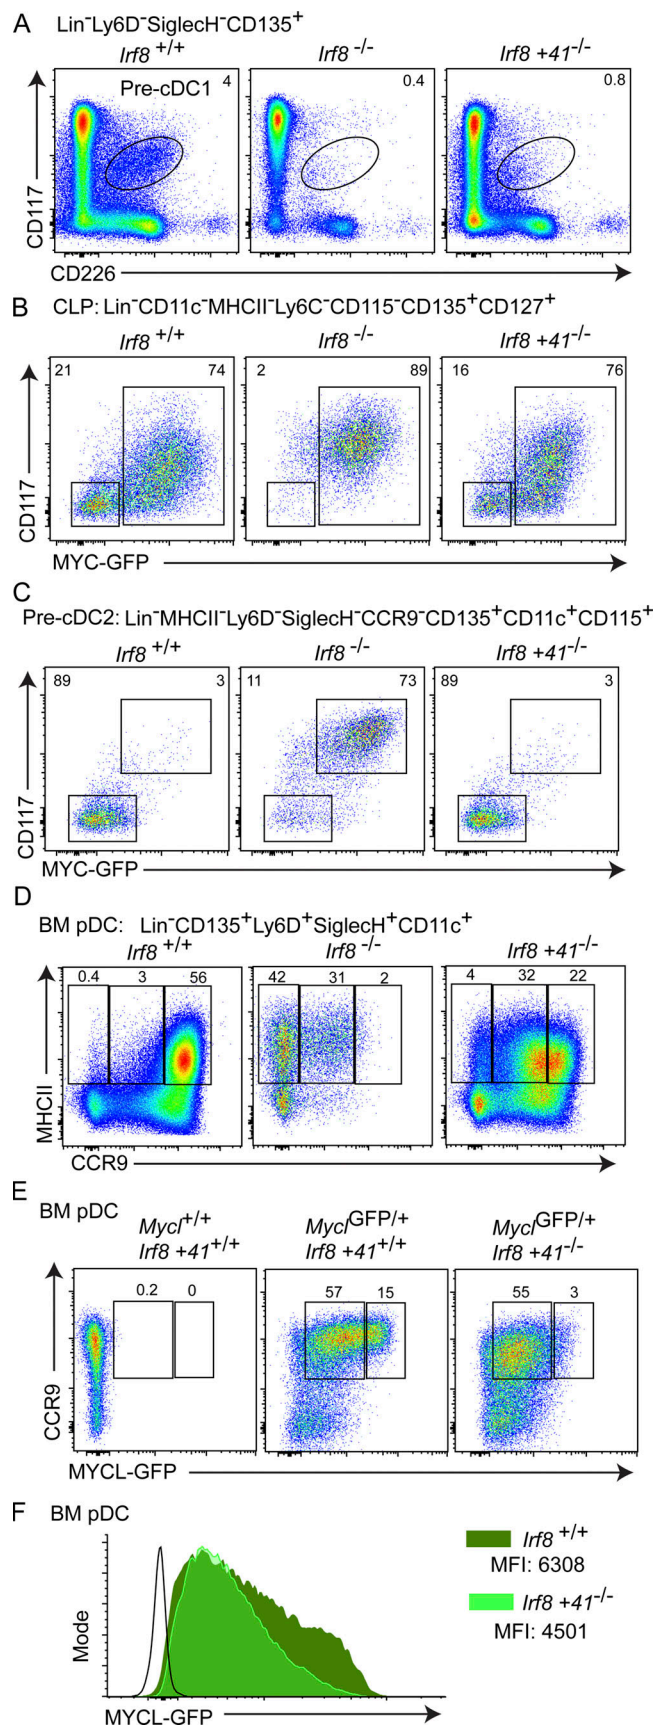 A Lin⁻Ly6D⁻SiglecH⁻CD135⁺
Irf8 +/+ Irf8 -/- Irf8 +41-/-
Pre-cDC1 4 0.4 0.8
CD117
CD226
B CLP: Lin⁻CD11c⁻MHCII⁻Ly6C⁻CD115⁻CD135⁺CD127⁺
Irf8 +/+ Irf8 -/- Irf8 +41-/-
21 74 2 89 16 76
CD117
MYC-GFP
C
Pre-cDC2: Lin⁻MHCII⁻Ly6D⁻SiglecH⁻CCR9⁻CD135⁺CD11c⁺CD115⁺
Irf8 +/+ Irf8 -/- Irf8 +41-/-
89 3 11 73 89 3
CD117
MYC-GFP
D
BM pDC: Lin⁻CD135⁺Ly6D⁺SiglecH⁺CD11c⁺
Irf8 +/+ Irf8 -/- Irf8 +41-/-
0.4 3 56 42 31 2 4 32 22
MHCII
CCR9
E
BM pDC
Mycl+/+ MyclGFP/+ MyclGFP/+
Irf8 +41+/+ Irf8 +41+/+ Irf8 +41-/-
0.2 0 57 15 55 3
CCR9
MYCL-GFP
F BM pDC
Irf8 +/+
MFI: 6308
Irf8 +41-/-
MFI: 4501
Mode
MYCL-GFP